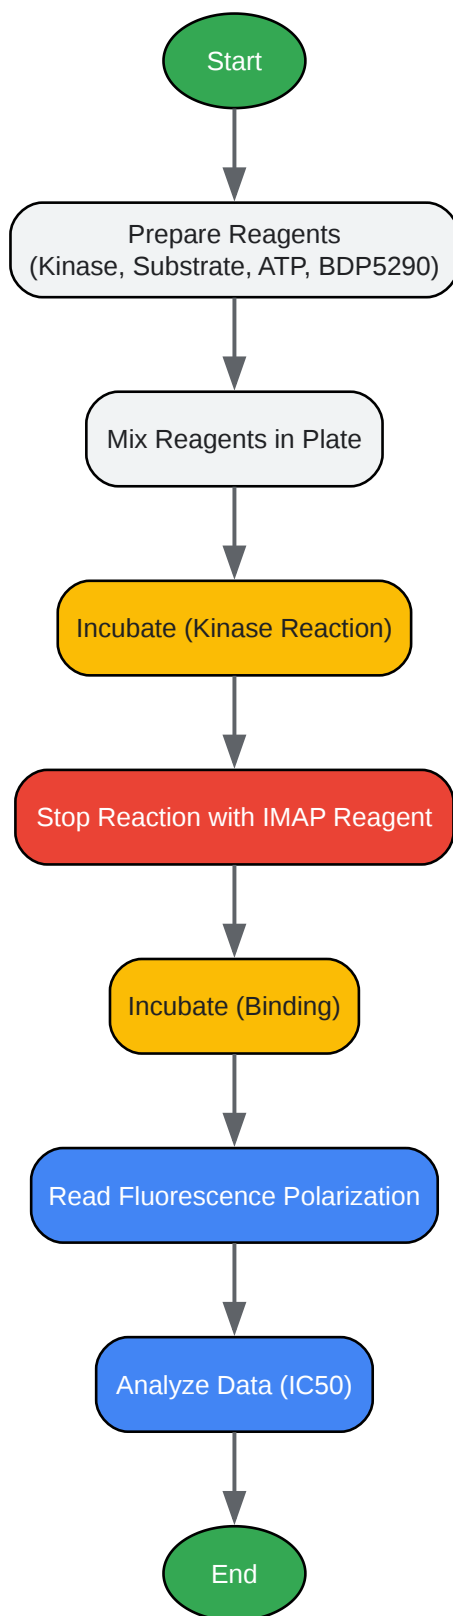 Start
Prepare Reagents
(Kinase, Substrate, ATP, BDP5290)
Mix Reagents in Plate
Incubate (Kinase Reaction)
Stop Reaction with IMAP Reagent
Incubate (Binding)
Read Fluorescence Polarization
Analyze Data (IC50)
End